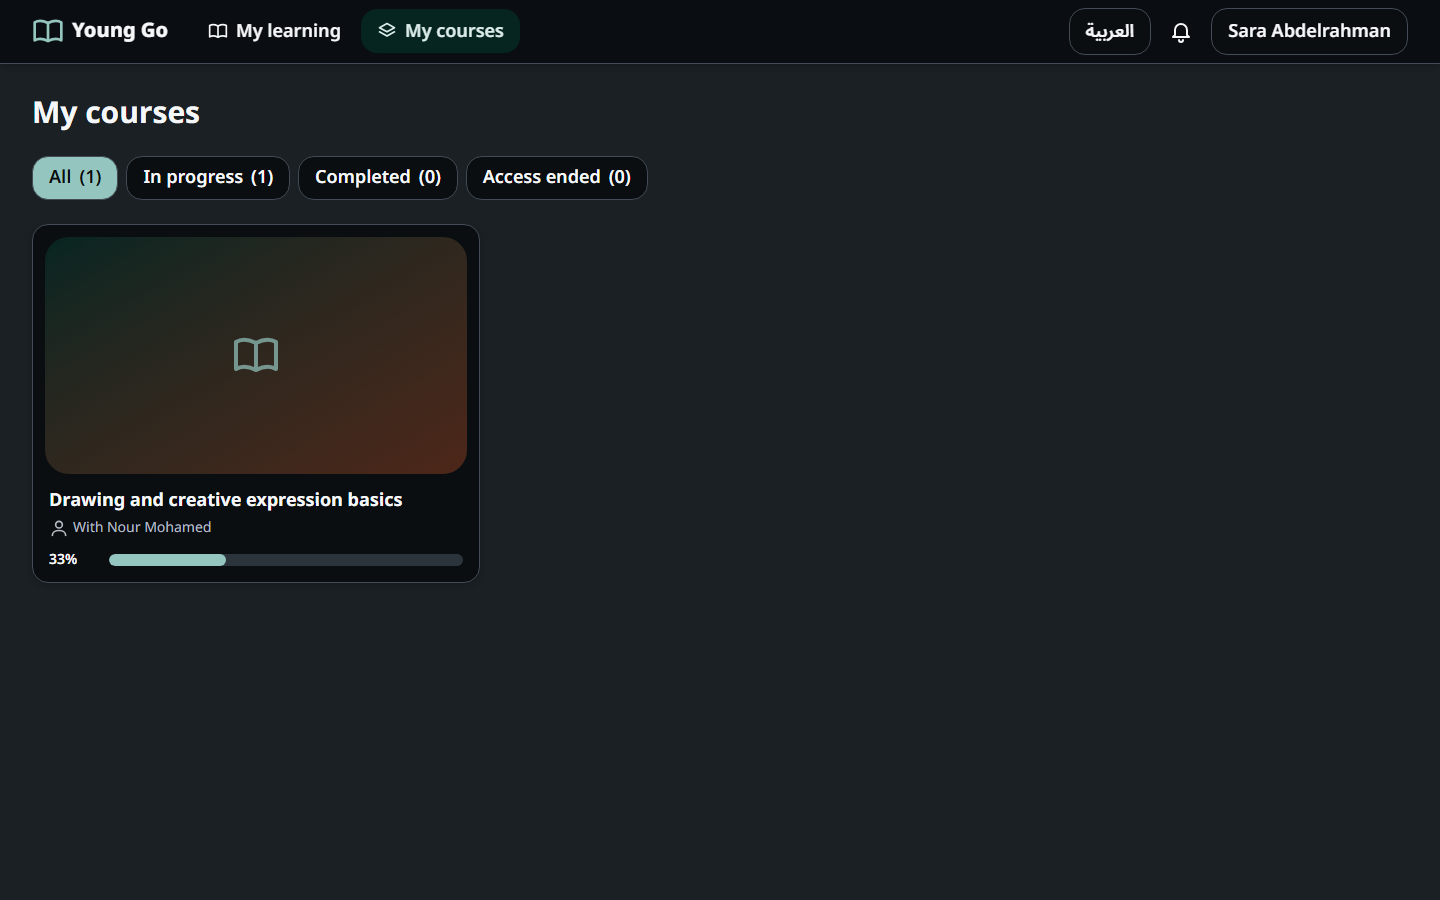 Young Go
My learning
My courses
العربية
Sara Abdelrahman
My courses
All (1)
In progress (1)
Completed (0)
Access ended (0)
Drawing and creative expression basics
With Nour Mohamed
33%